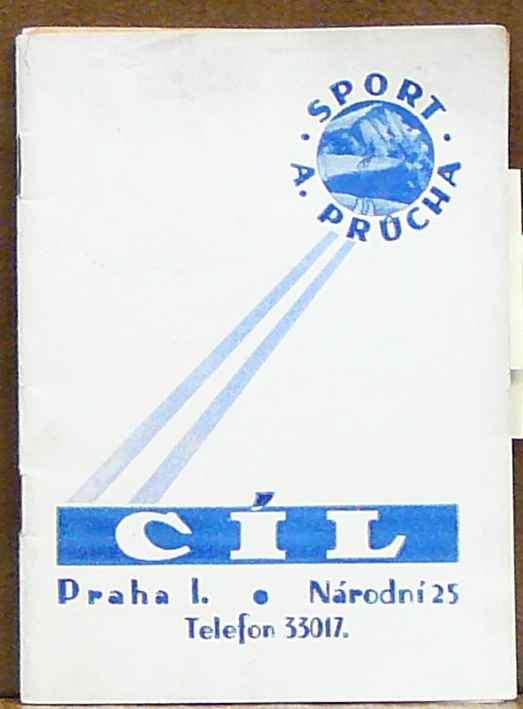 SPORT
A. PRŮCHA
CÍL
Praha I. • Národní 25
Telefon 33017.